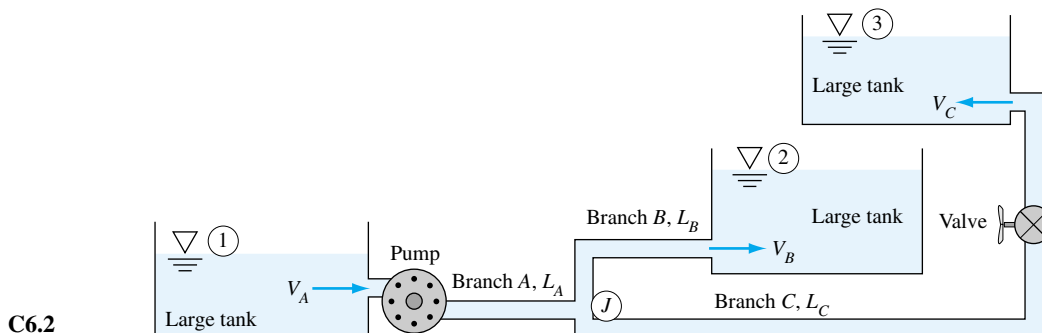 3
Large tank
V_C
2
Branch B, L_B
Large tank
Valve
1
Pump
V_B
Branch A, L_A
V_A
J
Branch C, L_C
C6.2
Large tank